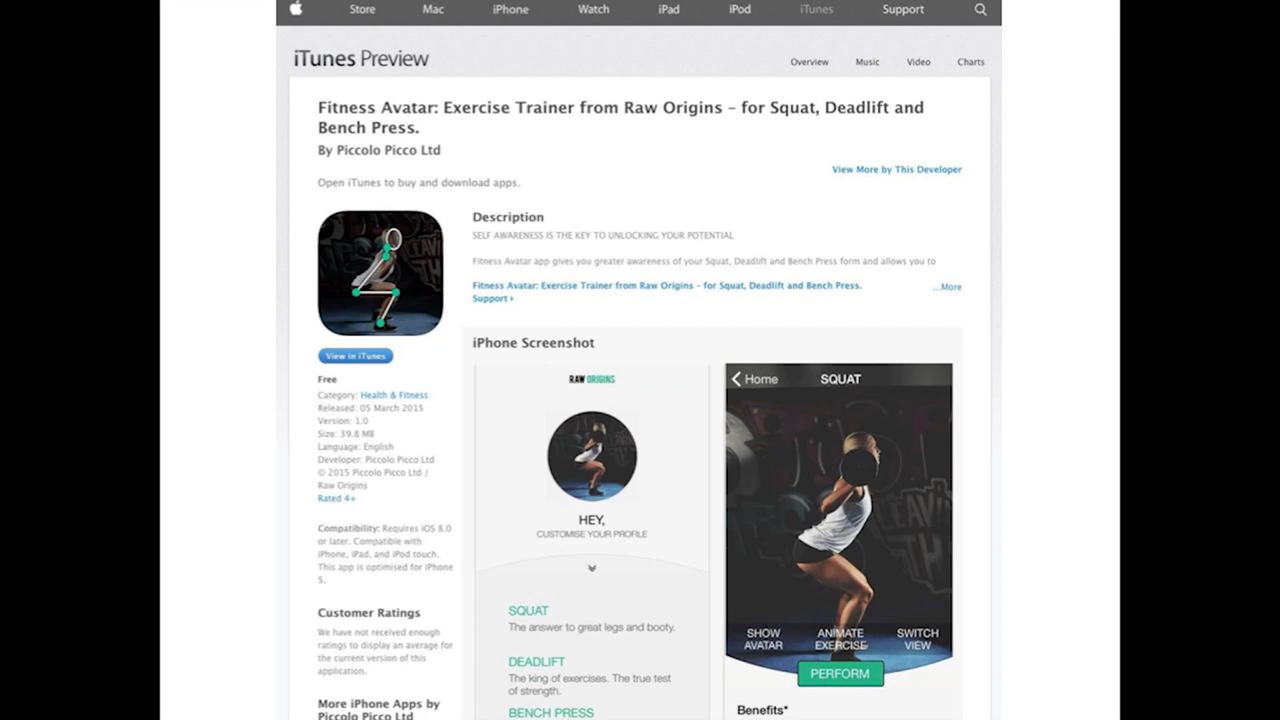 Store Mac iPhone Watch iPad iPod iTunes Support
iTunes Preview
Overview Music Video Charts
Fitness Avatar: Exercise Trainer from Raw Origins – for Squat, Deadlift and
Bench Press.
By Piccolo Picco Ltd
View More by This Developer
Open iTunes to buy and download apps.
Description
SELF AWARENESS IS THE KEY TO UNLOCKING YOUR POTENTIAL
Fitness Avatar app gives you greater awareness of your Squat, Deadlift and Bench Press form and allows you to
Fitness Avatar: Exercise Trainer from Raw Origins – for Squat, Deadlift and Bench Press.
Support
...More
View in iTunes
Free
Category: Health & Fitness
Released: 05 March 2015
Version: 1.0
Size: 39.8 MB
Language: English
Developer: Piccolo Picco Ltd
© 2015 Piccolo Picco Ltd /
Raw Origins
Rated 4+
Compatibility: Requires iOS 8.0
or later. Compatible with
iPhone, iPad, and iPod touch.
This app is optimised for iPhone
5.
Customer Ratings
We have not received enough
ratings to display an average for
the current version of this
application.
More iPhone Apps by
Piccolo Picco Ltd
iPhone Screenshot
RAW ORIGINS
HEY,
CUSTOMISE YOUR PROFILE
SQUAT
The answer to great legs and booty.
DEADLIFT
The king of exercises. The true test
of strength.
BENCH PRESS
Home SQUAT
SHOW
AVATAR
ANIMATE
EXERCISE
SWITCH
VIEW
PERFORM
Benefits*